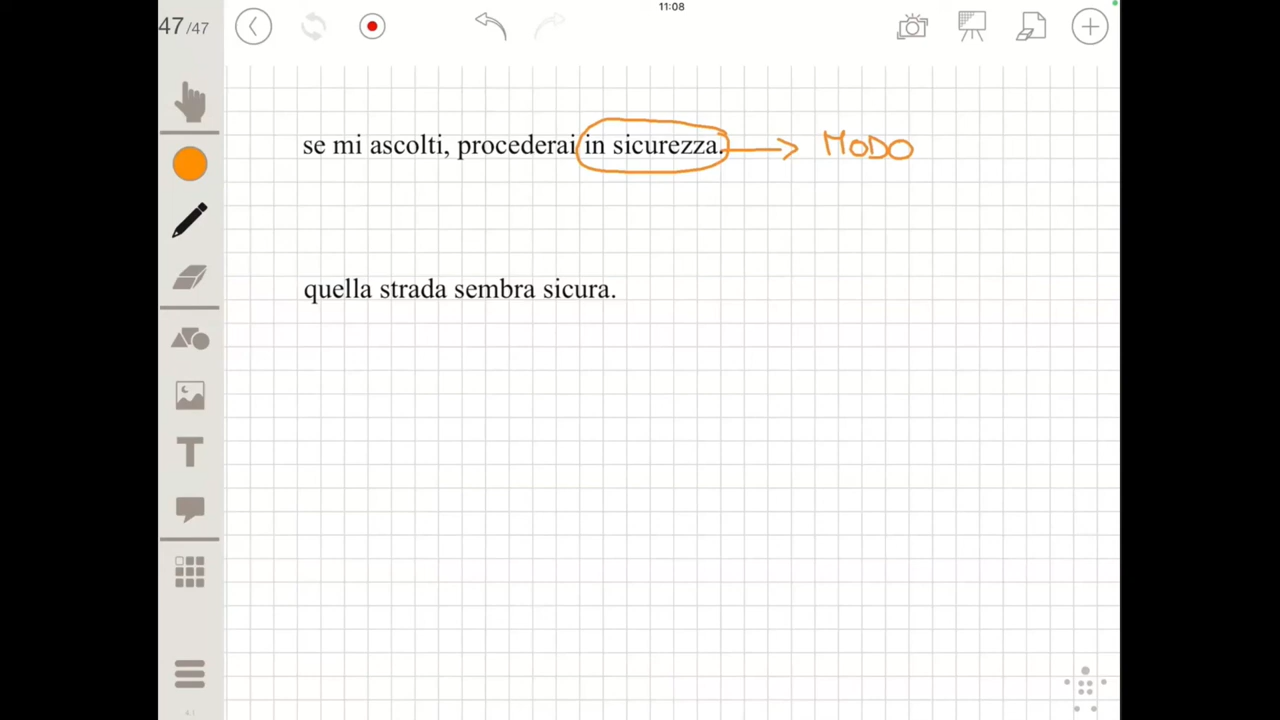 11:08
47/47
se mi ascolti, procederai in sicurezza. → MODO
quella strada sembra sicura.
T